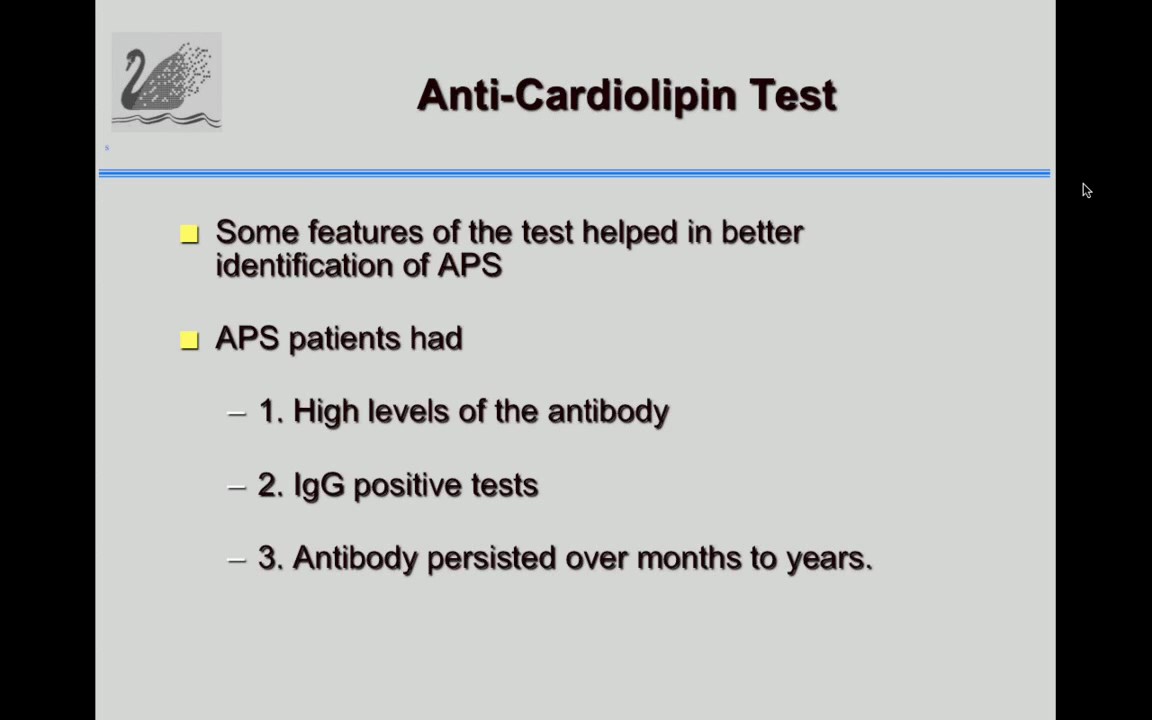 Anti-Cardiolipin Test
s
■ Some features of the test helped in better
identification of APS
■ APS patients had
– 1. High levels of the antibody
– 2. IgG positive tests
– 3. Antibody persisted over months to years.